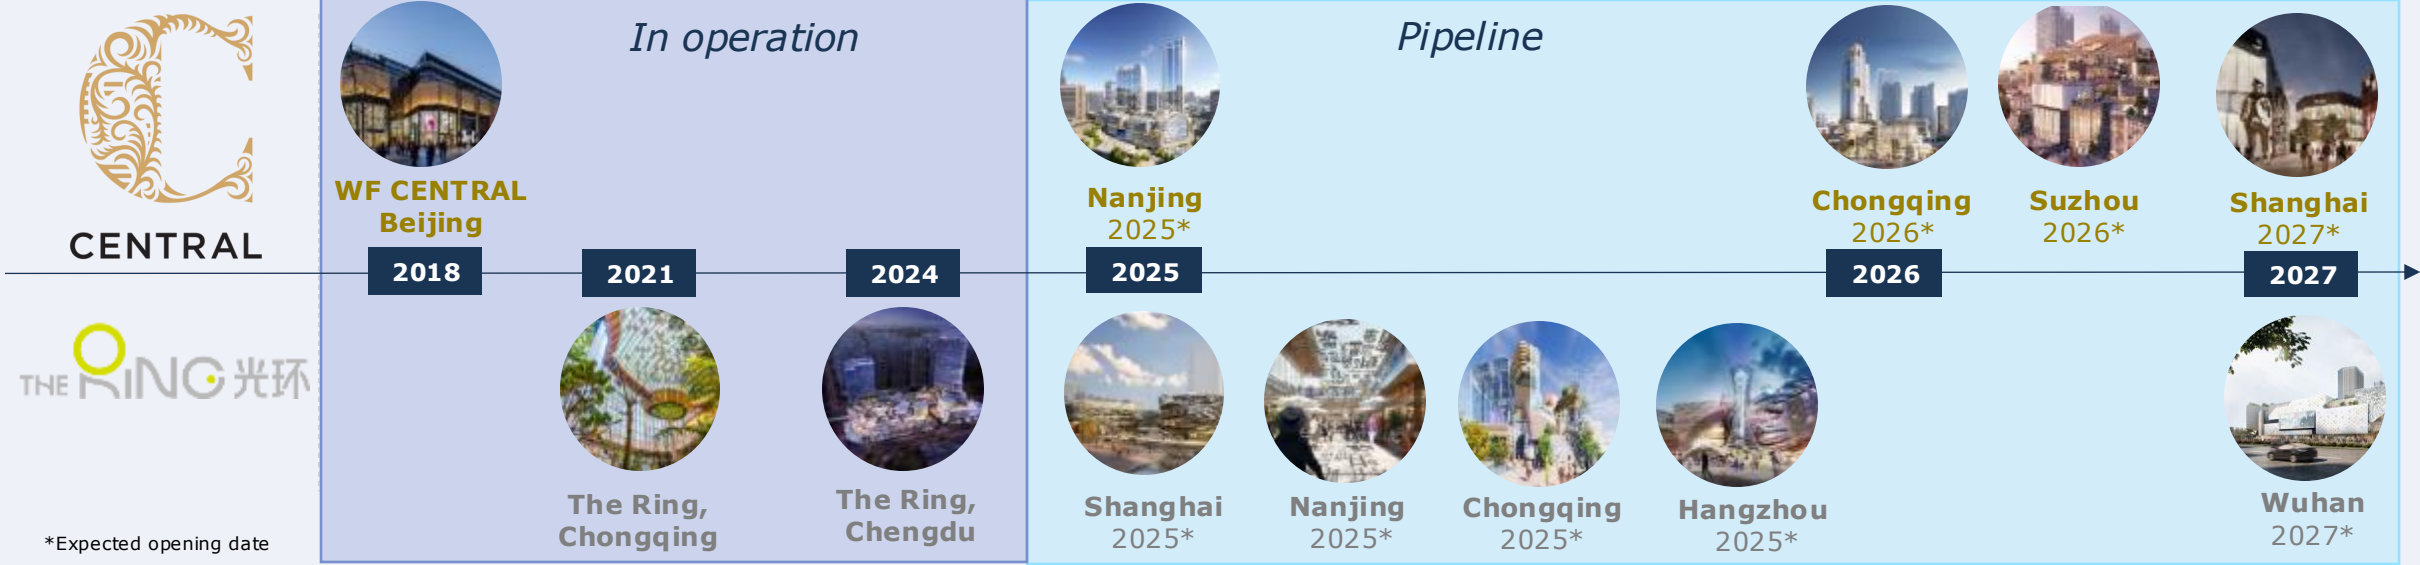 In operation
Pipeline
WF CENTRAL
Beijing
Nanjing
2025*
Chongqing
2026*
Suzhou
2026*
Shanghai
2027*
CENTRAL
2018
2021
2024
2025
2026
2027
THE RING 光环
The Ring,
Chongqing
The Ring,
Chengdu
Shanghai
2025*
Nanjing
2025*
Chongqing
2025*
Hangzhou
2025*
Wuhan
2027*
*Expected opening date